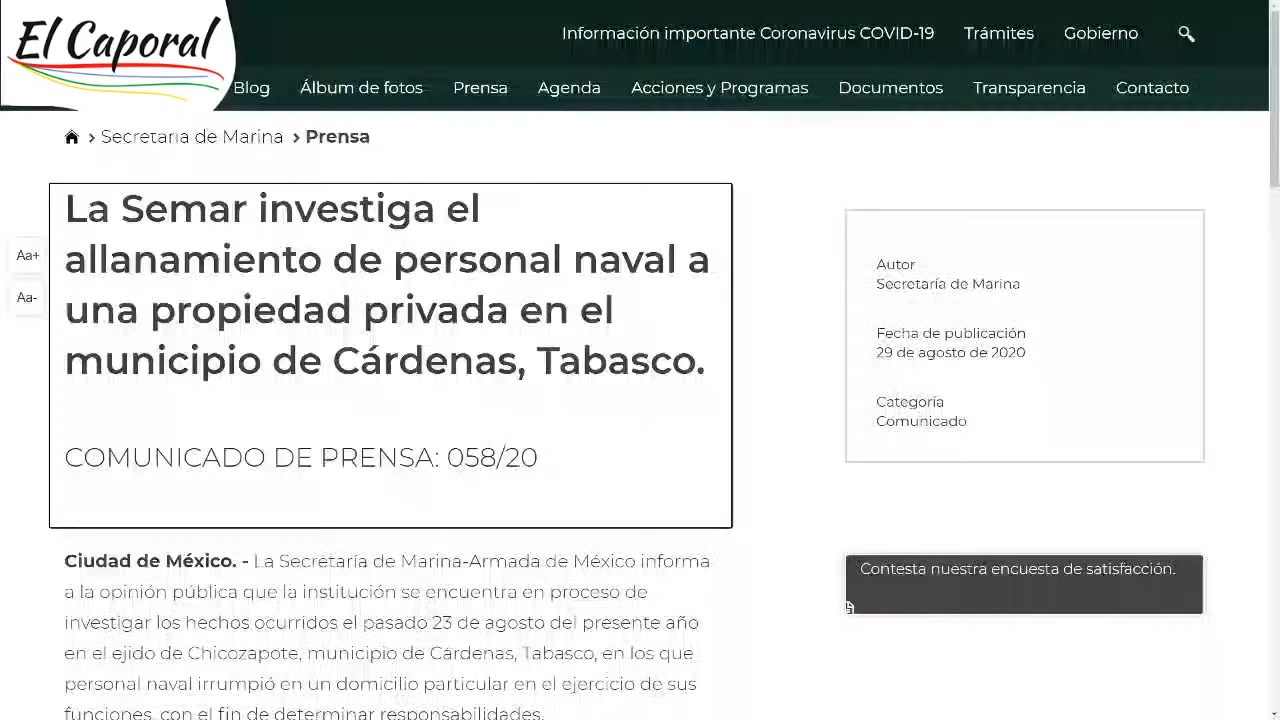 El Caporal
Información importante Coronavirus COVID-19 Trámites Gobierno
Blog Álbum de fotos Prensa Agenda Acciones y Programas Documentos Transparencia Contacto
> Secretaría de Marina > Prensa
La Semar investiga el
allanamiento de personal naval a
una propiedad privada en el
municipio de Cárdenas, Tabasco.
COMUNICADO DE PRENSA: 058/20
Aa+
Aa-
Ciudad de México. - La Secretaría de Marina-Armada de México informa
a la opinión pública que la institución se encuentra en proceso de
investigar los hechos ocurridos el pasado 23 de agosto del presente año
en el ejido de Chicozapote, municipio de Cárdenas, Tabasco, en los que
personal naval irrumpió en un domicilio particular en el ejercicio de sus
funciones, con el fin de determinar responsabilidades.
Autor
Secretaría de Marina
Fecha de publicación
29 de agosto de 2020
Categoría
Comunicado
Contesta nuestra encuesta de satisfacción.